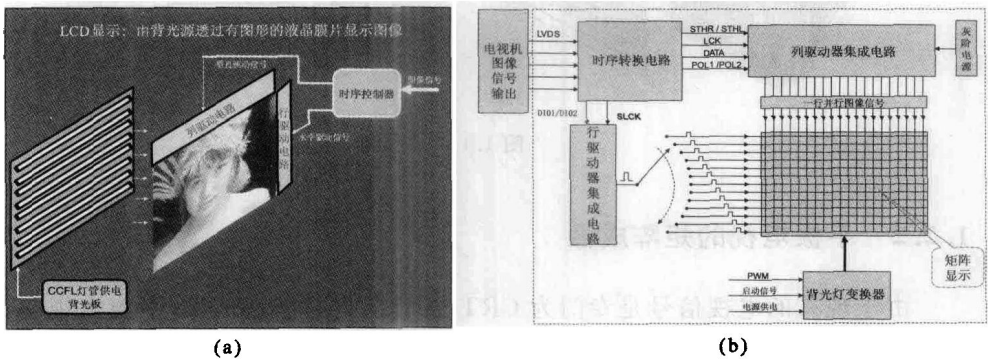 LCD显示：由背光源透过有图形的液晶膜片显示图像
垂直驱动信号
图像信号
时序控制器
列驱动电路
行驱动电路
水平驱动信号
CCFL灯管供电
背光板
(a)
电视机
图像
信号
输出
LVDS
时序转换电路
STHR / STHL
LCK
DATA
POL1 /POL2
列驱动器集成电路
灰阶电源
DIO1/DIO2
SLCK
一行并行图像信号
行驱动器集成电路
矩阵
显示
PWM
启动信号
电源供电
背光灯变换器
(b)